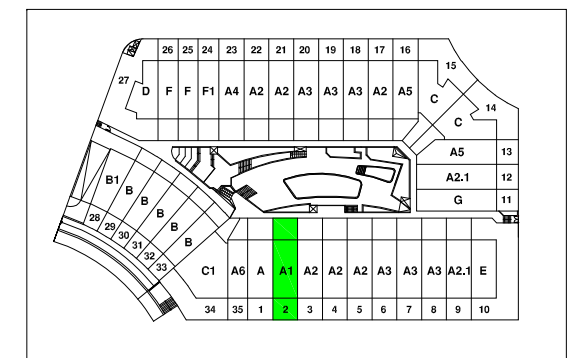 26 25 24 23 22 21 20 19 18 17 16
15
27
D F F F1 A4 A2 A2 A3 A3 A2 A5
C
14
C
A5 13
A2.1 12
G 11
B1
B
B
B
B
B
28
29
30
31
32
33
C1 A6 A A1 A2 A2 A2 A3 A3 A3 A2.1 E
34 35 1 2 3 4 5 6 7 8 9 10